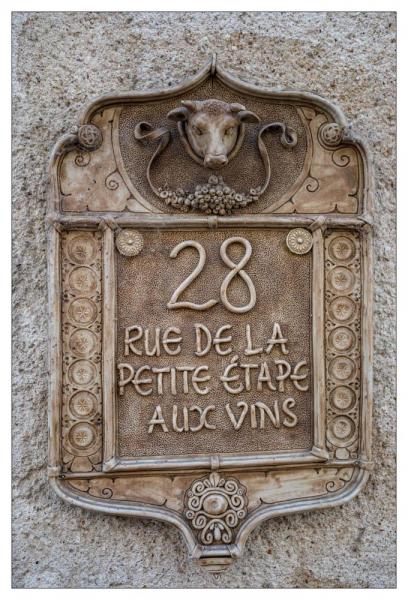 28
RUE DE LA
PETITE ÉTAPE
AUX VINS